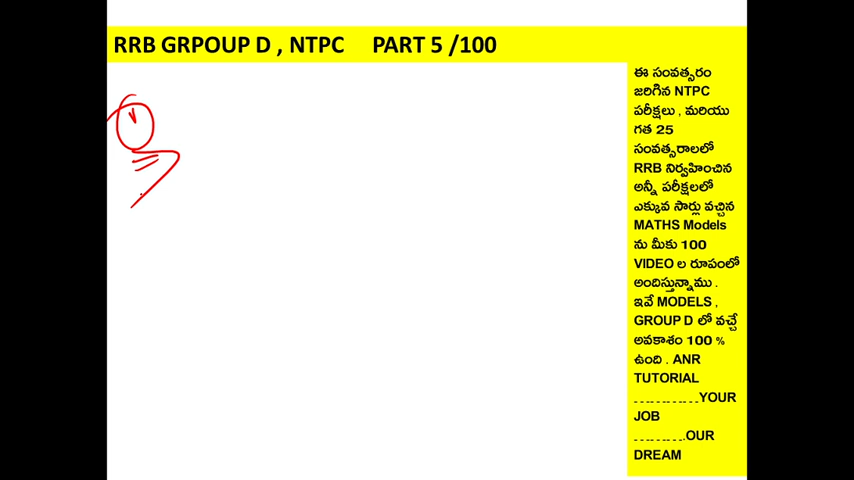 RRB GRPOUP D , NTPC PART 5 /100
ఈ సంవత్సరం
జరిగిన NTPC
పరీక్షలు , మరియు
గత 25
సంవత్సరాలలో
RRB నిర్వహించిన
అన్నీ పరీక్షలలో
ఎక్కువ సార్లు వచ్చిన
MATHS Models
ను మీకు 100
VIDEO ల రూపంలో
అందిస్తున్నాము .
ఇవే MODELS ,
GROUP D లో వచ్చే
అవకాశం 100 %
ఉంది . ANR
TUTORIAL
............YOUR
JOB
.........OUR
DREAM